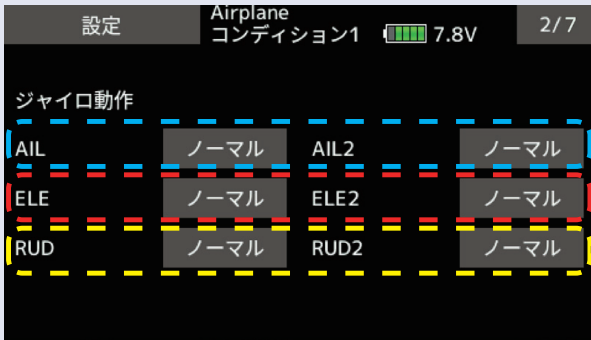 設定
Airplane
コンディション1 7.8V
2/7
ジャイロ動作
AIL ノーマル AIL2 ノーマル
ELE ノーマル ELE2 ノーマル
RUD ノーマル RUD2 ノーマル